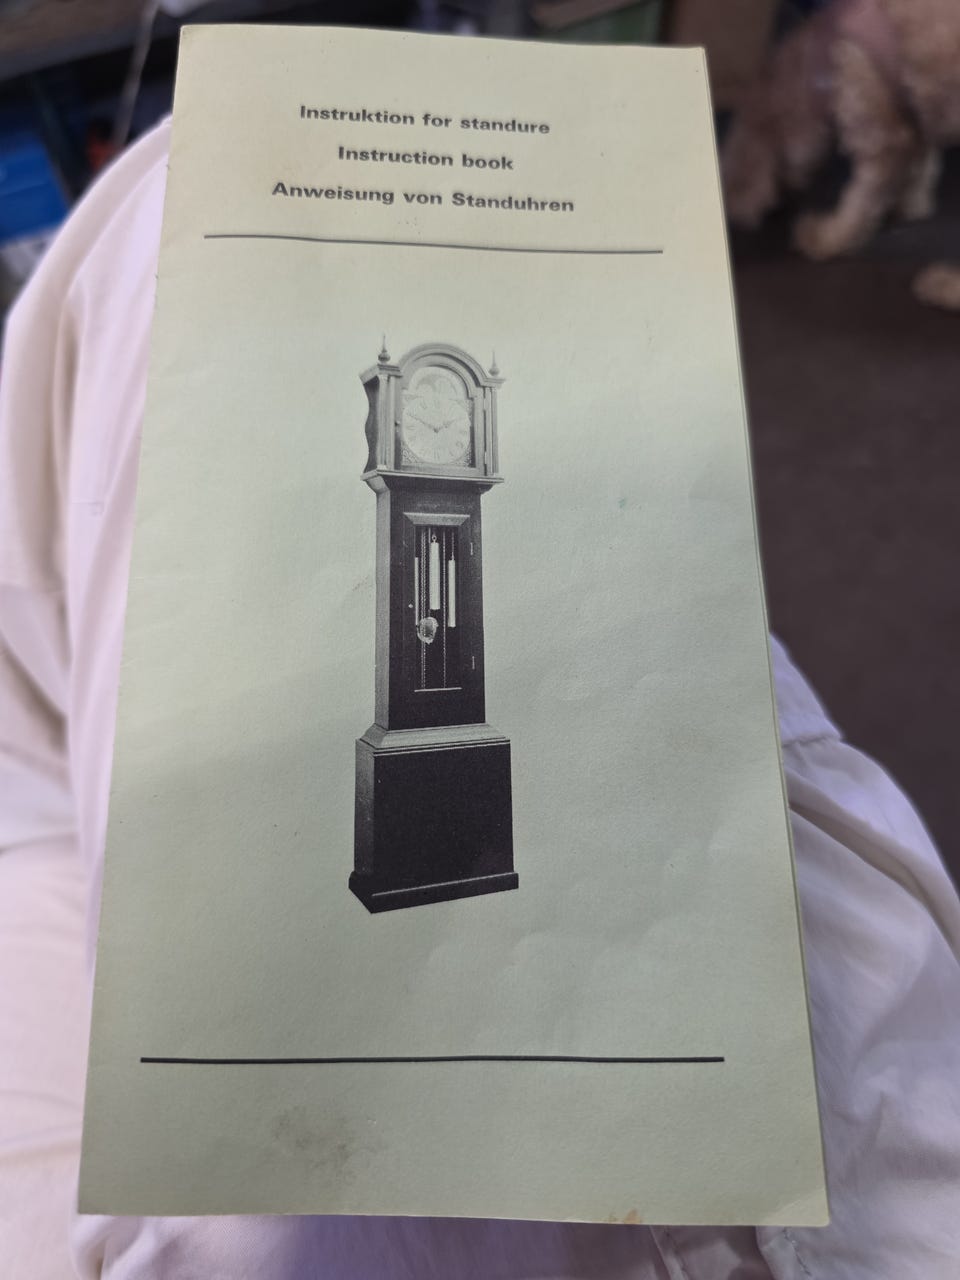 Instruktion for standure
Instruction book
Anweisung von Standuhren